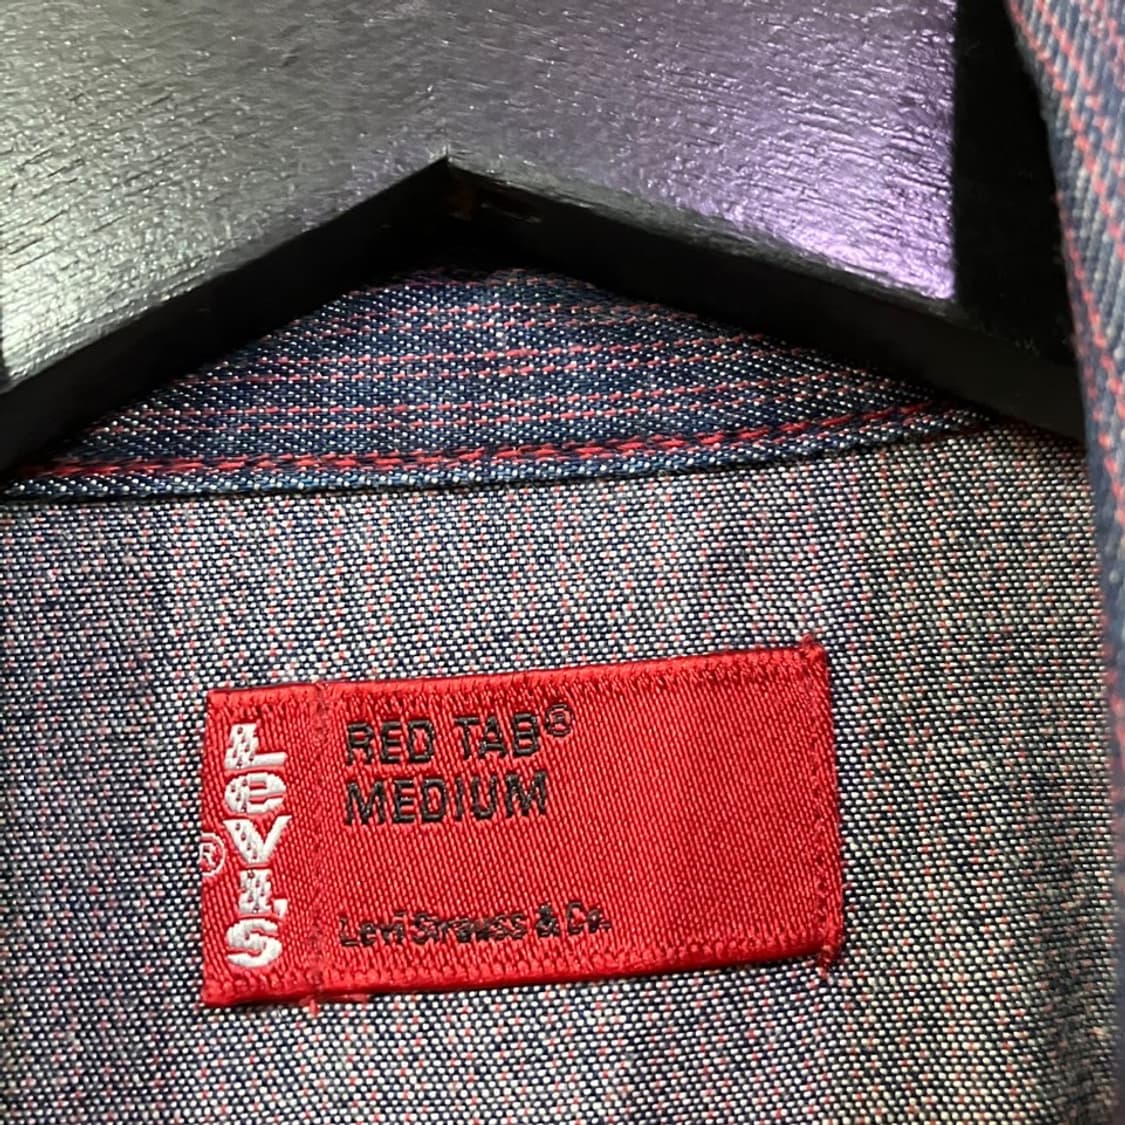 Levi's
®
RED TAB®
MEDIUM
Levi Strauss & Co.